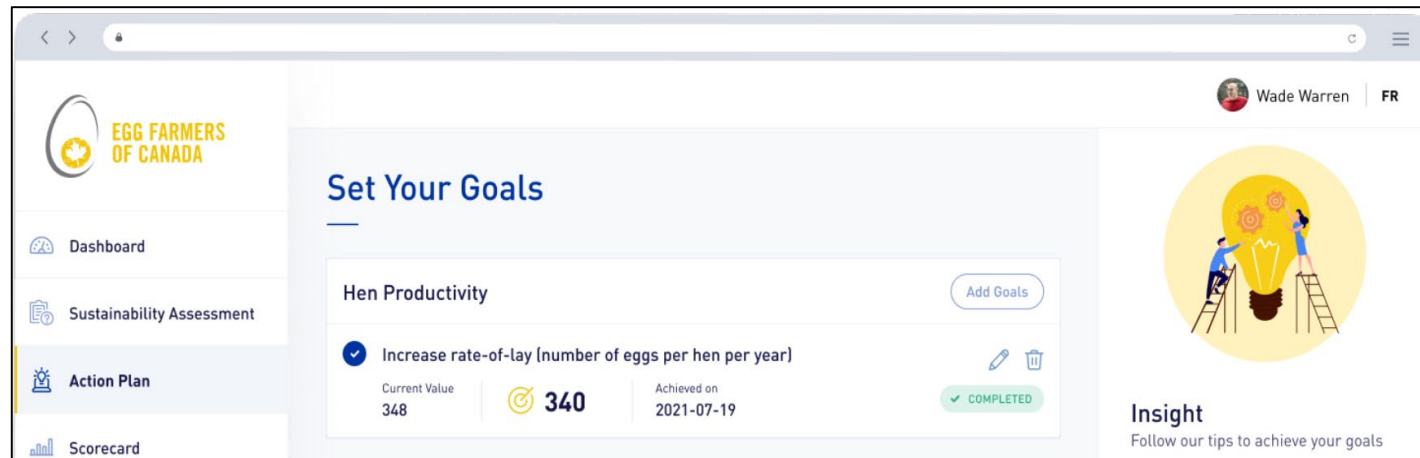 Wade Warren
FR
EGG FARMERS
OF CANADA
Dashboard
Sustainability Assessment
Action Plan
Scorecard
Set Your Goals
Hen Productivity
Add Goals
Increase rate-of-lay (number of eggs per hen per year)
Current Value
348
340
Achieved on
2021-07-19
COMPLETED
Insight
Follow our tips to achieve your goals